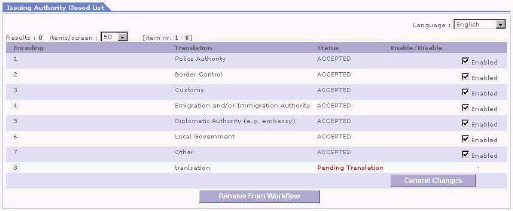 Issuing Authority Closed List
Language : English
Results : 8 items/screen : 50 [item nr. 1 - 8]
Encoding Translation Status Enable/Disable
1 Police Authority ACCEPTED Enabled
2 Border Control ACCEPTED Enabled
3 Customs ACCEPTED Enabled
4 Emigration and/or Immigration Authority ACCEPTED Enabled
5 Diplomatic Authority (e.g. embassy) ACCEPTED Enabled
6 Local Government ACCEPTED Enabled
7 Other ACCEPTED Enabled
8 Pending Translation -
Commit Changes
Remove From Workflow